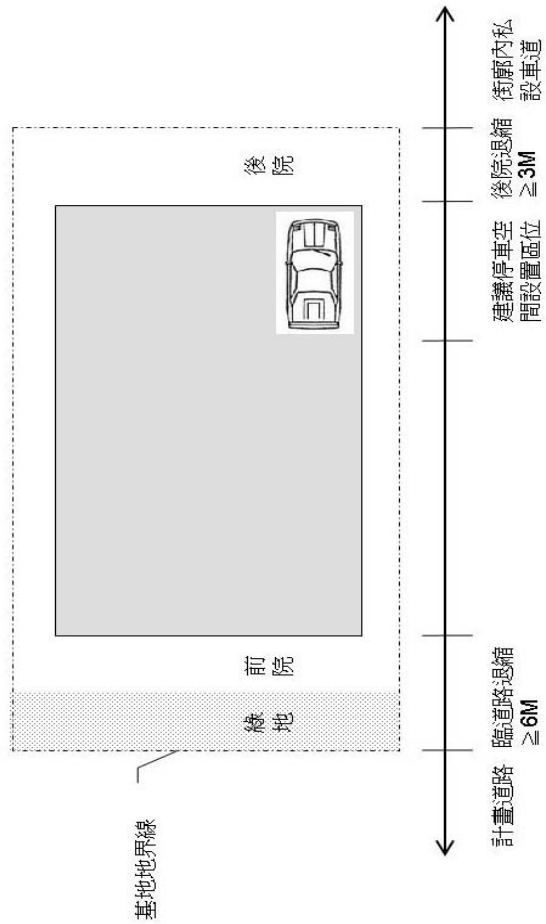 基地地界線
綠
地
前
院
後
院
計畫道路
臨道路退縮
≧6M
建議停車空
間設置區位
後院退縮
≧3M
街廓內私
設車道